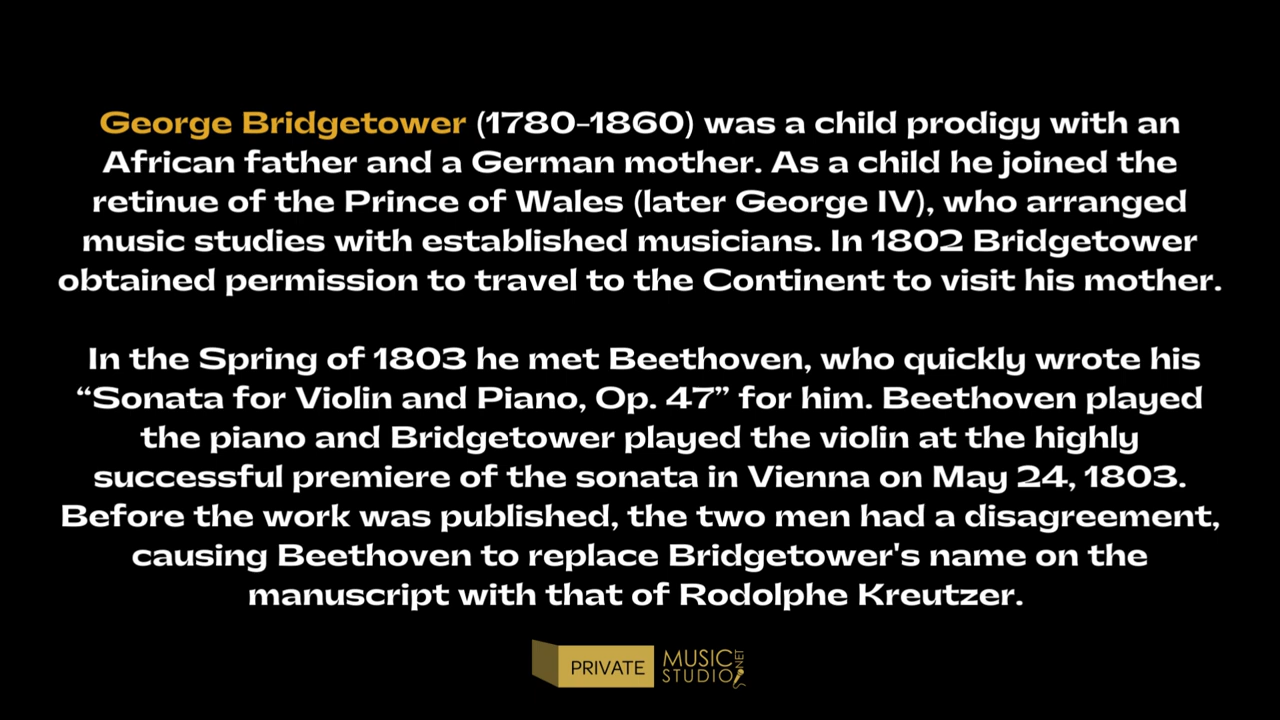 George Bridgetower (1780–1860) was a child prodigy with an
African father and a German mother. As a child he joined the
retinue of the Prince of Wales (later George IV), who arranged
music studies with established musicians. In 1802 Bridgetower
obtained permission to travel to the Continent to visit his mother.
In the Spring of 1803 he met Beethoven, who quickly wrote his
“Sonata for Violin and Piano, Op. 47” for him. Beethoven played
the piano and Bridgetower played the violin at the highly
successful premiere of the sonata in Vienna on May 24, 1803.
Before the work was published, the two men had a disagreement,
causing Beethoven to replace Bridgetower's name on the
manuscript with that of Rodolphe Kreutzer.
PRIVATE
MUSIC
STUDIO
.NET